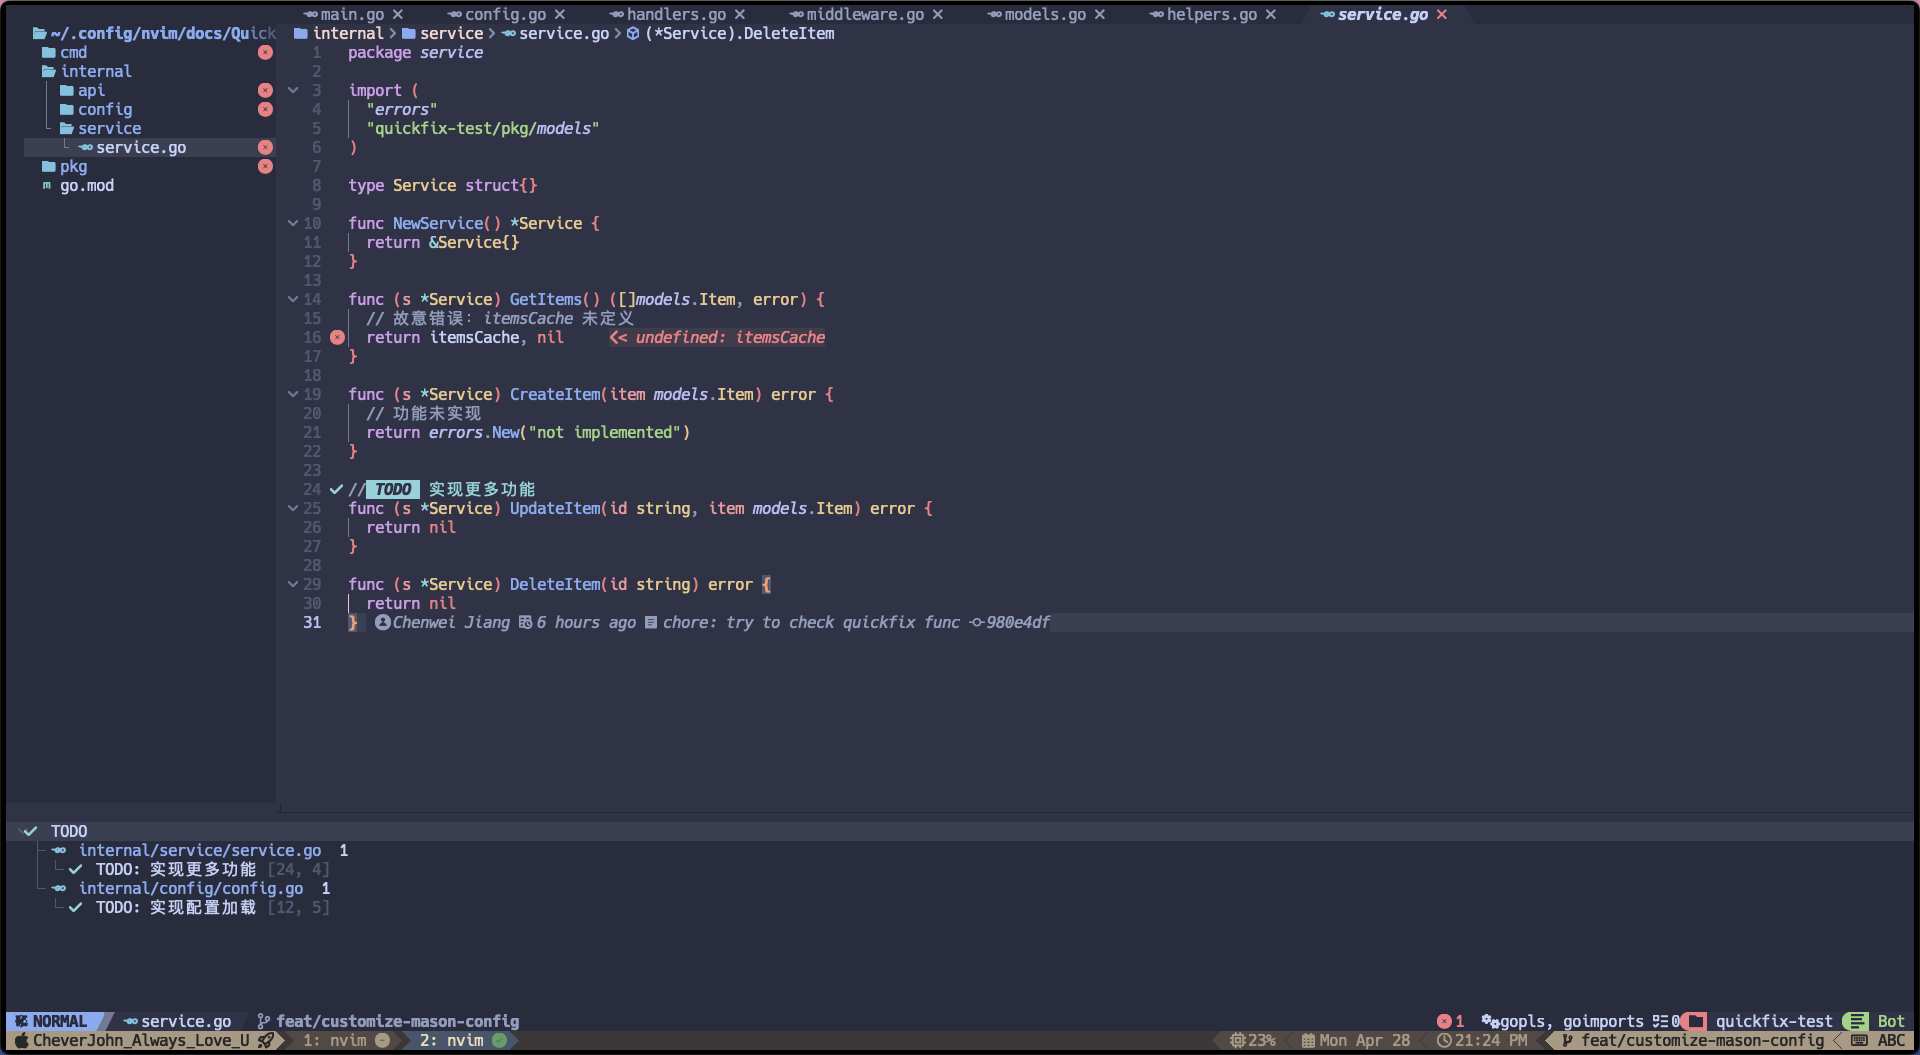 main.go config.go handlers.go middleware.go models.go helpers.go service.go
~/.config/nvim/docs/Quick
cmd
internal
api
config
service
service.go
pkg
go.mod
internal > service > service.go > (*Service).DeleteItem
1 package service
2
3 import (
4 "errors"
5 "quickfix-test/pkg/models"
6 )
7
8 type Service struct{}
9
10 func NewService() *Service {
11 return &Service{}
12 }
13
14 func (s *Service) GetItems() ([]models.Item, error) {
15 // 故意错误: itemsCache 未定义
16 return itemsCache, nil << undefined: itemsCache
17 }
18
19 func (s *Service) CreateItem(item models.Item) error {
20 // 功能未实现
21 return errors.New("not implemented")
22 }
23
24 // TODO 实现更多功能
25 func (s *Service) UpdateItem(id string, item models.Item) error {
26 return nil
27 }
28
29 func (s *Service) DeleteItem(id string) error {
30 return nil
31 } Chenwei Jiang 6 hours ago chore: try to check quickfix func 980e4df
TODO
internal/service/service.go 1
TODO: 实现更多功能 [24, 4]
internal/config/config.go 1
TODO: 实现配置加载 [12, 5]
NORMAL service.go feat/customize-mason-config 1 gopls, goimports 0 quickfix-test Bot
CheverJohn_Always_Love_U 1: nvim 2: nvim 23% Mon Apr 28 21:24 PM feat/customize-mason-config ABC